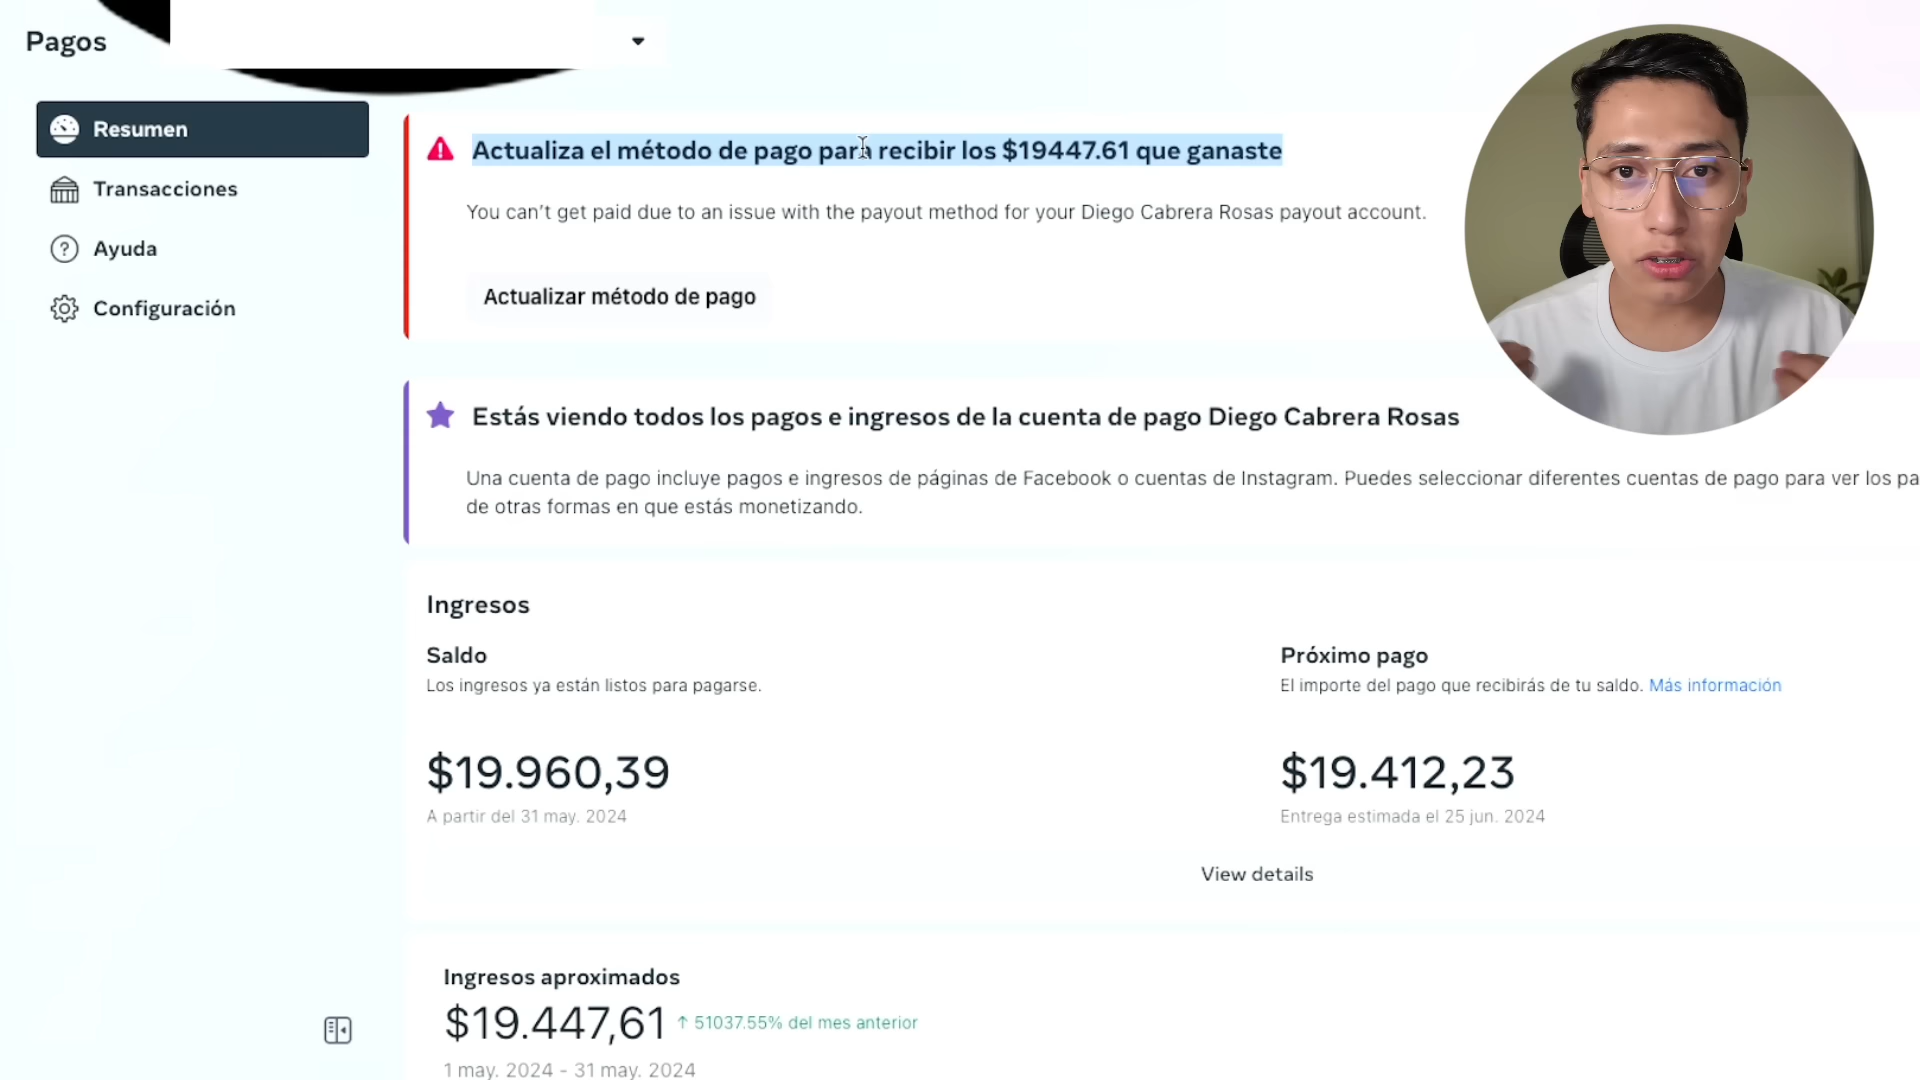 Pagos
Resumen
Transacciones
Ayuda
Configuración
Actualiza el método de pago para recibir los $19447.61 que ganaste
You can’t get paid due to an issue with the payout method for your Diego Cabrera Rosas payout account.
Actualizar método de pago
Estás viendo todos los pagos e ingresos de la cuenta de pago Diego Cabrera Rosas
Una cuenta de pago incluye pagos e ingresos de páginas de Facebook o cuentas de Instagram. Puedes seleccionar diferentes cuentas de pago para ver los pa
de otras formas en que estás monetizando.
Ingresos
Saldo
Los ingresos ya están listos para pagarse.
$19.960,39
A partir del 31 may. 2024
Próximo pago
El importe del pago que recibirás de tu saldo. Más información
$19.412,23
Entrega estimada el 25 jun. 2024
View details
Ingresos aproximados
$19.447,61 ↑ 51037.55% del mes anterior
1 may. 2024 - 31 may. 2024